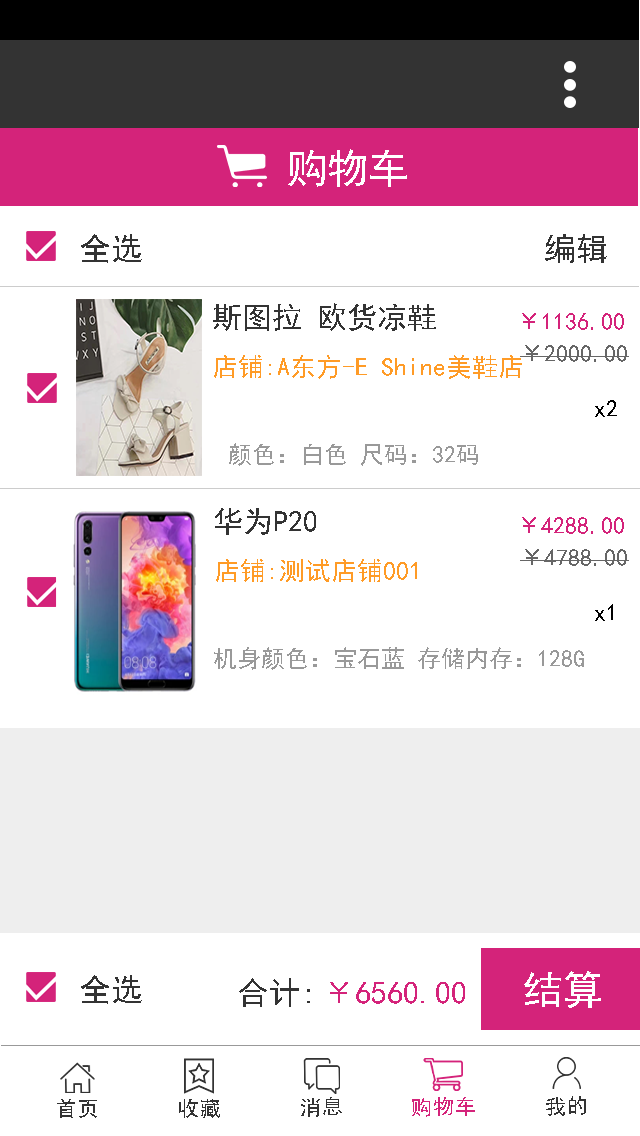 购物车
全选 编辑
斯图拉 欧货凉鞋 ￥1136.00
店铺:A东方-E Shine美鞋店 ￥2000.00
x2
颜色：白色 尺码：32码
华为P20 ￥4288.00
店铺:测试店铺001 ￥4788.00
x1
机身颜色：宝石蓝 存储内存：128G
08:08
HUAWEI
全选 合计:￥6560.00 结算
首页 收藏 消息 购物车 我的